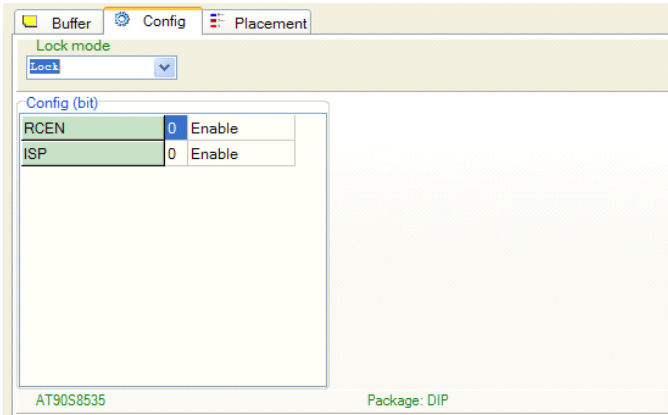 Buffer Config Placement
Lock mode
Lock
Config (bit)
RCEN 0 Enable
ISP 0 Enable
AT90S8535 Package: DIP